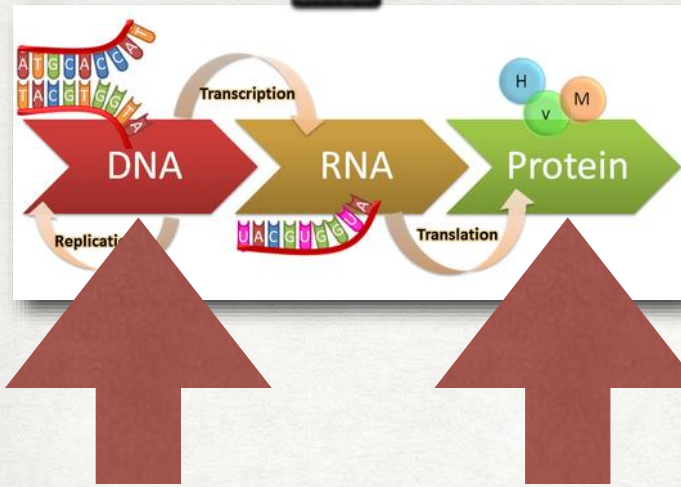 ATGCACCAT
TACGTGGTA
Transcription
H
V
M
DNA
RNA
Protein
UACGUGGUA
Translation